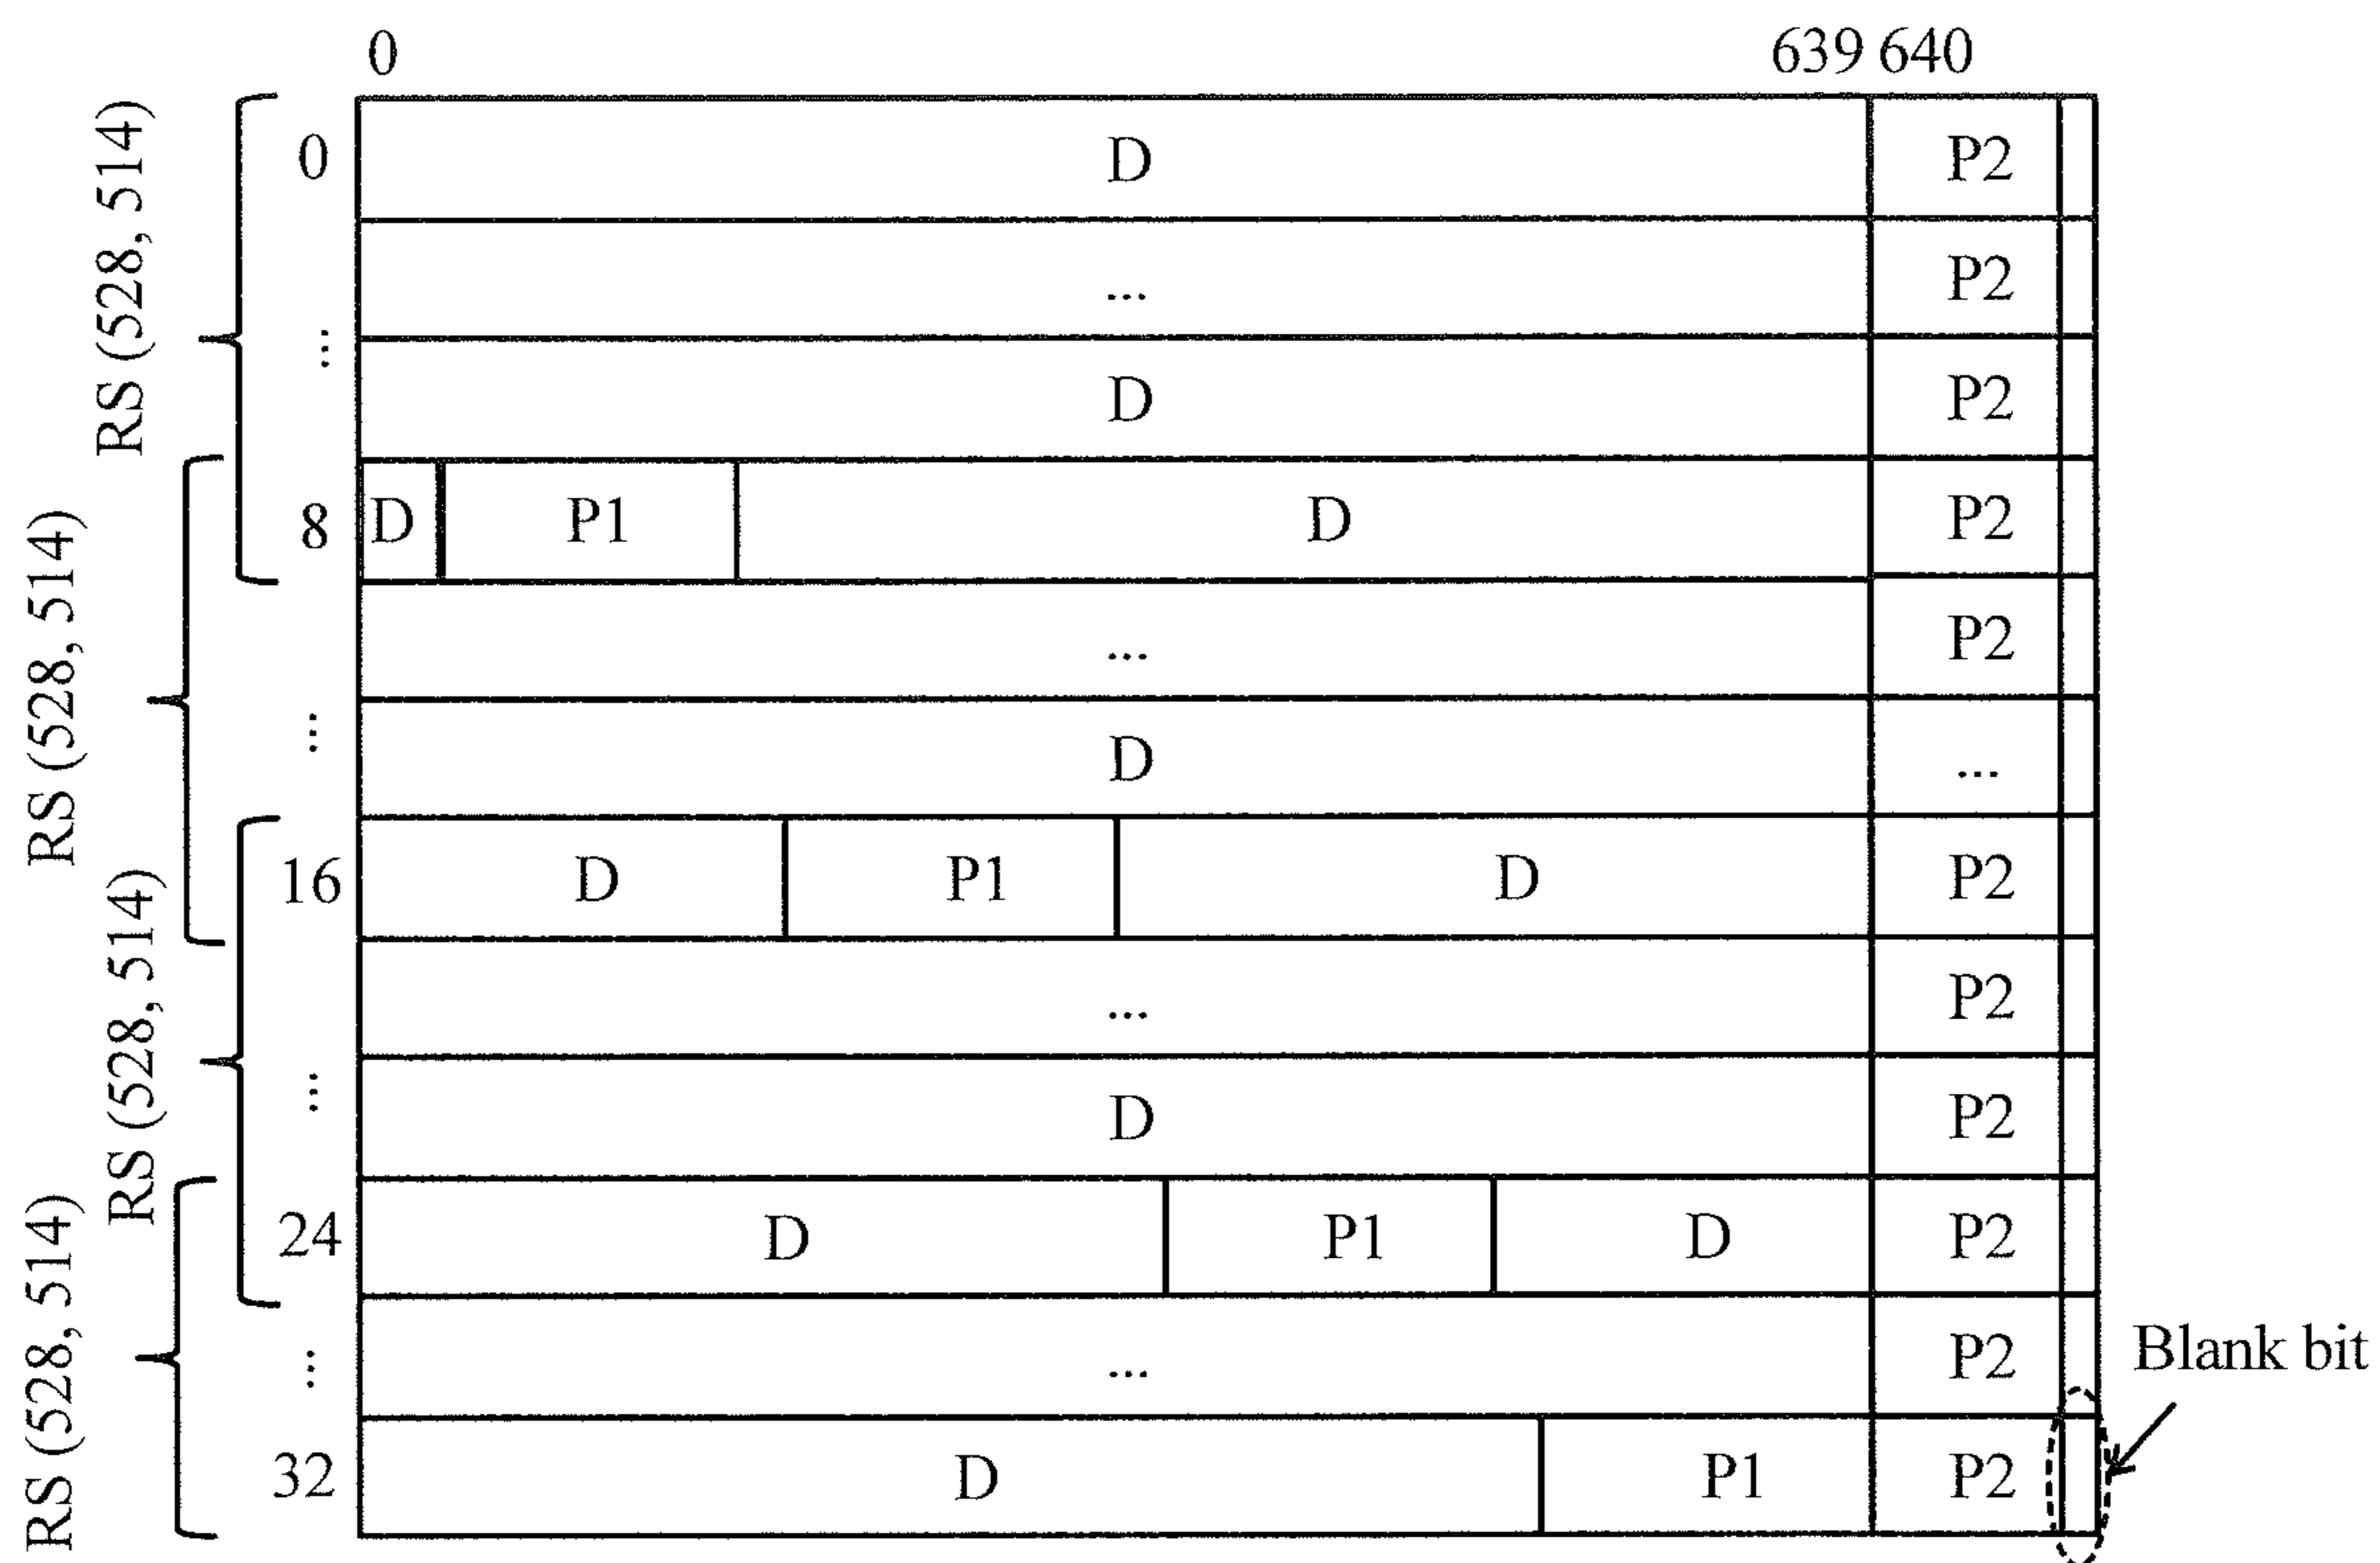 0 639 640
RS (528, 514)
0 D P2
... P2
...
D P2
RS (528, 514)
8 D P1 D P2
... P2
...
D ...
RS (528, 514)
16 D P1 D P2
... P2
...
D P2
RS (528, 514)
24 D P1 D P2
...
... P2
Blank bit
32 D P1 P2